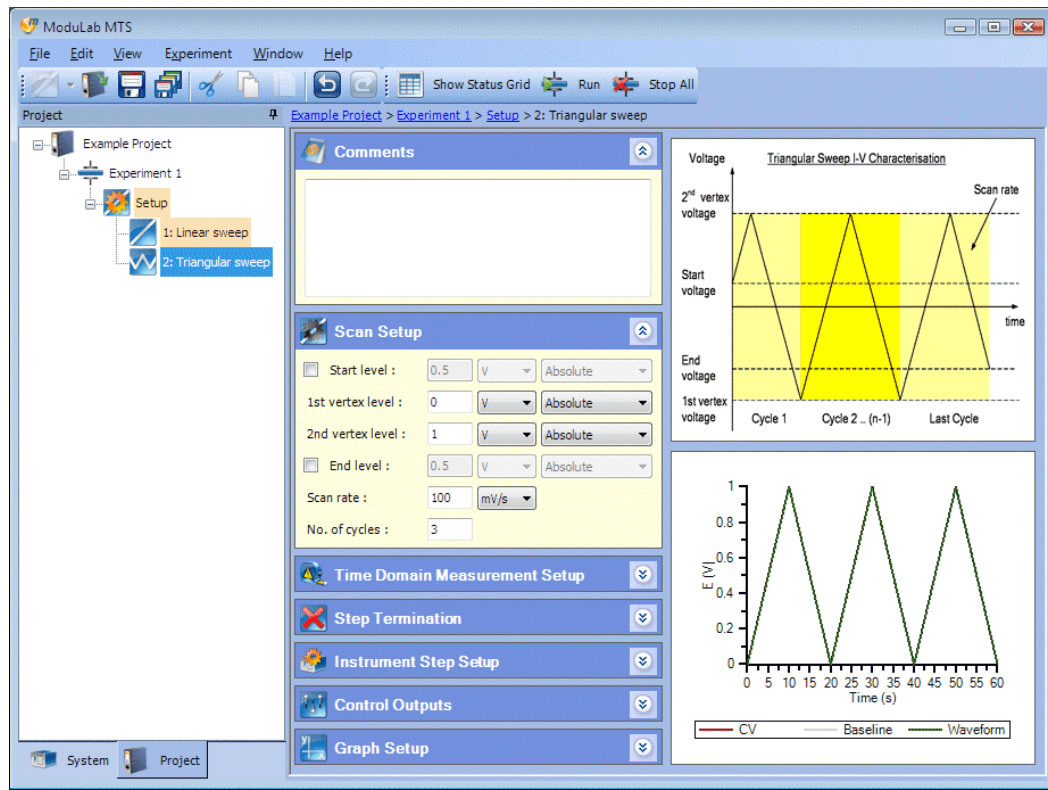 ModuLab MTS
File Edit View Experiment Window Help
Show Status Grid Run Stop All
Project
Example Project > Experiment 1 > Setup > 2: Triangular sweep
Example Project
Experiment 1
Setup
1: Linear sweep
2: Triangular sweep
System Project
Comments
Scan Setup
Start level : 0.5 V Absolute
1st vertex level : 0 V Absolute
2nd vertex level : 1 V Absolute
End level : 0.5 V Absolute
Scan rate : 100 mV/s
No. of cycles : 3
Time Domain Measurement Setup
Step Termination
Instrument Step Setup
Control Outputs
Graph Setup
Voltage Triangular Sweep I-V Characterisation
Scan rate
2nd vertex
voltage
Start
voltage
time
End
voltage
1st vertex
voltage Cycle 1 Cycle 2 .. (n-1) Last Cycle
E (V)
1
0.8
0.6
0.4
0.2
0
0 5 10 15 20 25 30 35 40 45 50 55 60
Time (s)
CV Baseline Waveform